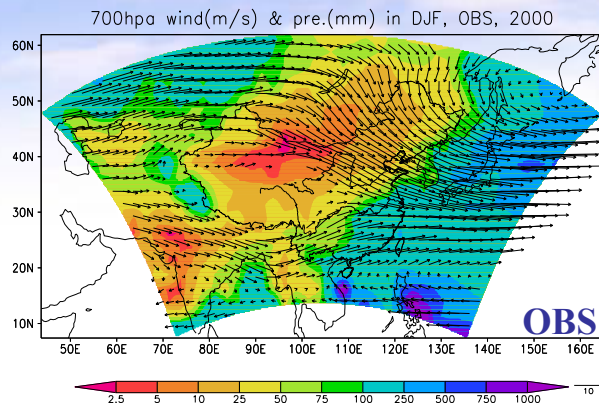 700hpa wind(m/s) & pre.(mm) in DJF, OBS, 2000
60N
50N
40N
30N
20N
10N
OBS
50E 60E 70E 80E 90E 100E 110E 120E 130E 140E 150E 160E
2.5 5 10 25 50 75 100 250 500 750 1000
10